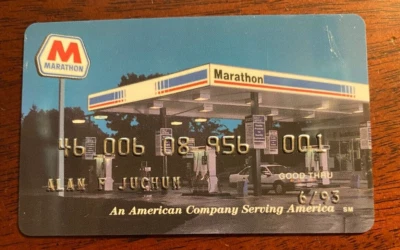 M
MARATHON
Marathon
46 006 08 956 001
GOOD THRU
ALAN F JUCHUM
6/93
An American Company Serving America SM